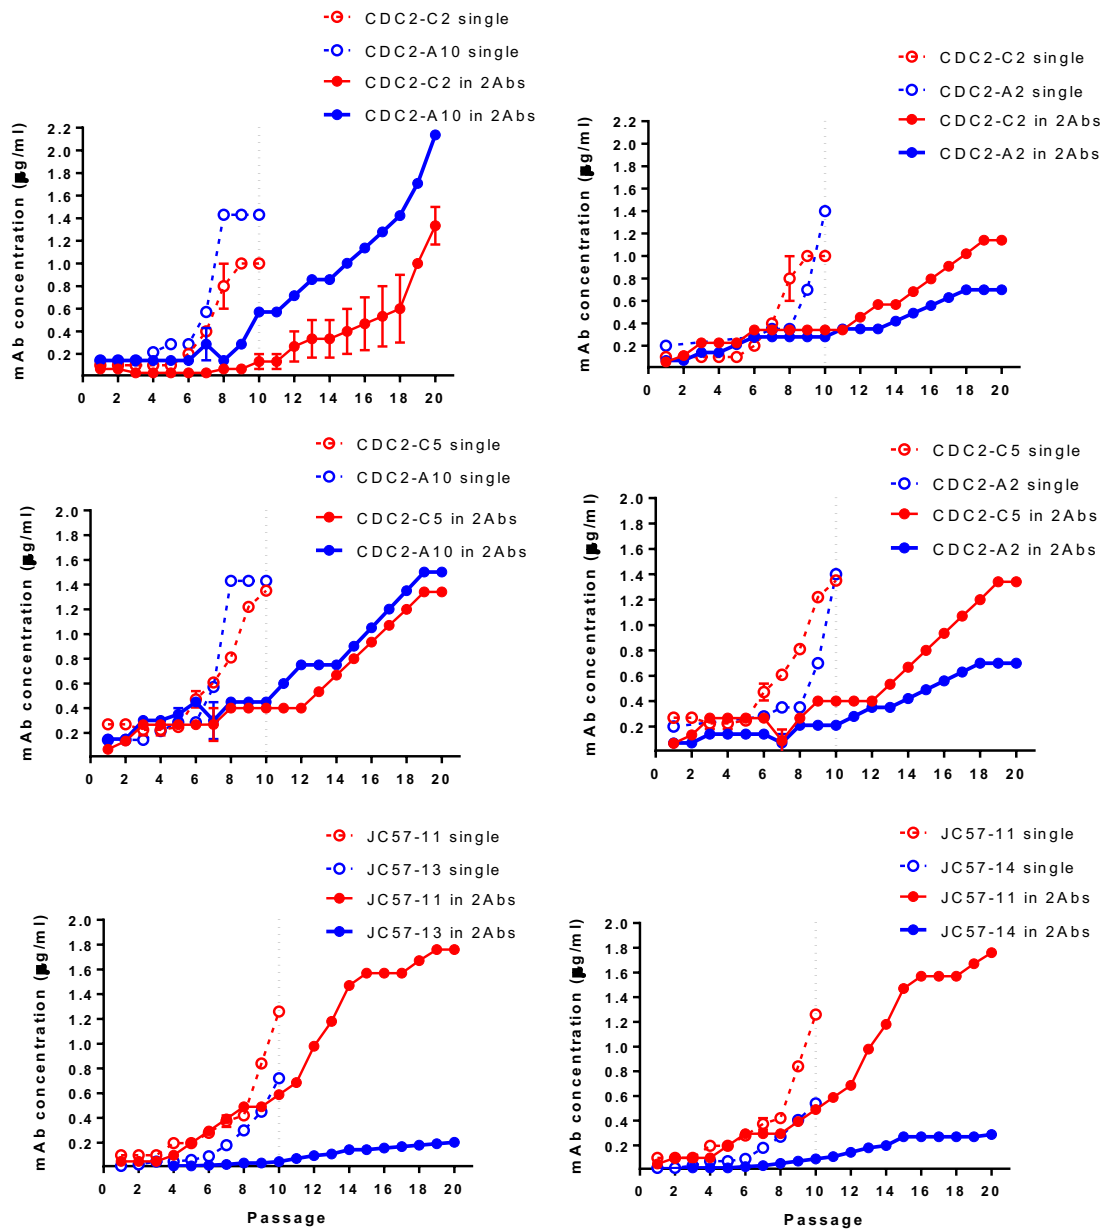 CDC2-C2 single
CDC2-A10 single
CDC2-C2 in 2Abs
CDC2-A10 in 2Abs
mAb concentration (µg/ml)
2.2
2.0
1.8
1.6
1.4
1.2
1.0
0.8
0.6
0.4
0.2
0 2 4 6 8 10 12 14 16 18 20
CDC2-C2 single
CDC2-A2 single
CDC2-C2 in 2Abs
CDC2-A2 in 2Abs
mAb concentration (µg/ml)
2.2
2.0
1.8
1.6
1.4
1.2
1.0
0.8
0.6
0.4
0.2
0 2 4 6 8 10 12 14 16 18 20
CDC2-C5 single
CDC2-A10 single
CDC2-C5 in 2Abs
CDC2-A10 in 2Abs
mAb concentration (µg/ml)
2.0
1.8
1.6
1.4
1.2
1.0
0.8
0.6
0.4
0.2
0 2 4 6 8 10 12 14 16 18 20
CDC2-C5 single
CDC2-A2 single
CDC2-C5 in 2Abs
CDC2-A2 in 2Abs
mAb concentration (µg/ml)
2.0
1.8
1.6
1.4
1.2
1.0
0.8
0.6
0.4
0.2
0 2 4 6 8 10 12 14 16 18 20
JC57-11 single
JC57-13 single
JC57-11 in 2Abs
JC57-13 in 2Abs
mAb concentration (µg/ml)
2.0
1.8
1.6
1.4
1.2
1.0
0.8
0.6
0.4
0.2
0 2 4 6 8 10 12 14 16 18 20
Passage
JC57-11 single
JC57-14 single
JC57-11 in 2Abs
JC57-14 in 2Abs
mAb concentration (µg/ml)
2.0
1.8
1.6
1.4
1.2
1.0
0.8
0.6
0.4
0.2
0 2 4 6 8 10 12 14 16 18 20
Passage